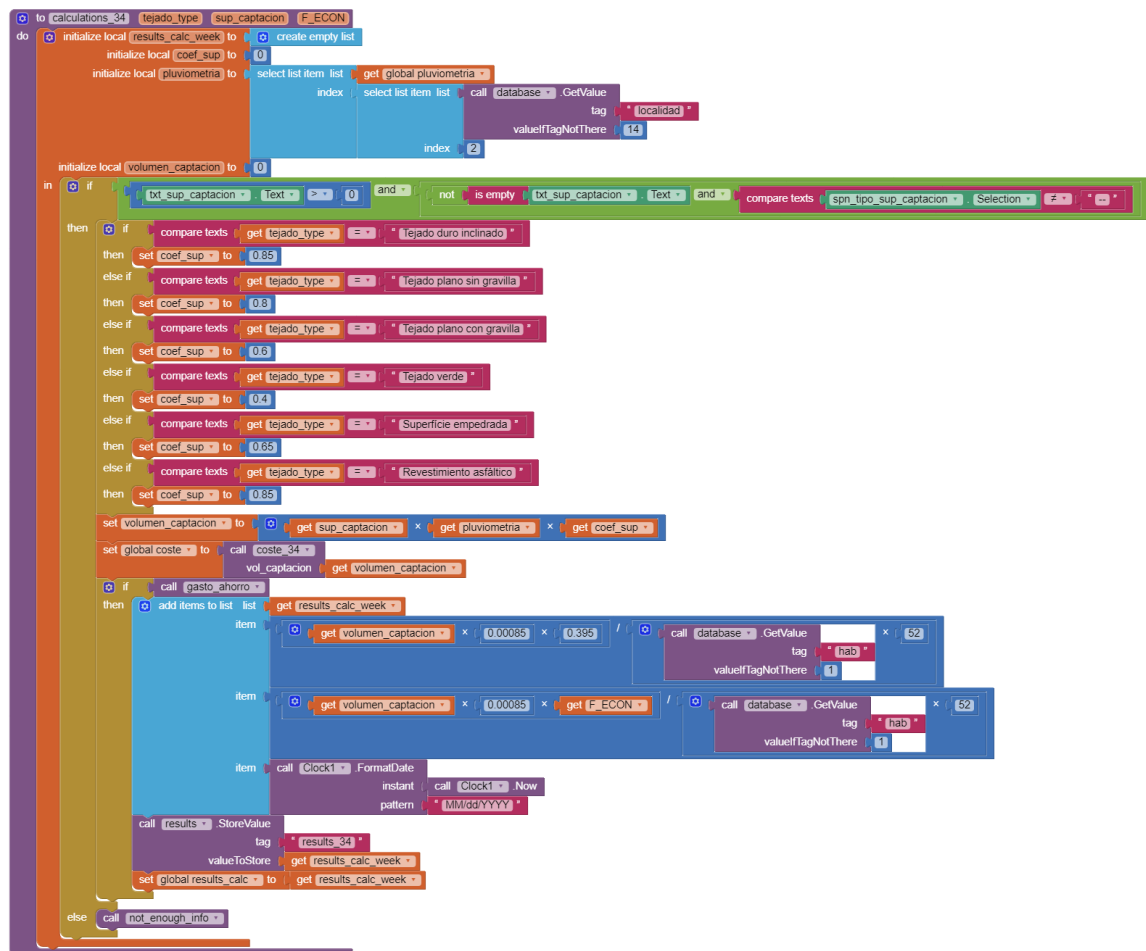 to calculations_34 tejado_type sup_captacion F_ECON
do initialize local results_calc_week to create empty list
initialize local coef_sup to 0
initialize local pluviometria to select list item list get global pluviometria
index select list item list call database .GetValue
tag " localidad "
valueIfTagNotThere 14
index 2
initialize local volumen_captacion to 0
in if txt_sup_captacion . Text > 0 and not is empty txt_sup_captacion . Text and compare texts spn_tipo_sup_captacion . Selection ≠ " -- "
then if compare texts get tejado_type = " Tejado duro inclinado "
then set coef_sup to 0.85
else if compare texts get tejado_type = " Tejado plano sin gravilla "
then set coef_sup to 0.8
else if compare texts get tejado_type = " Tejado plano con gravilla "
then set coef_sup to 0.6
else if compare texts get tejado_type = " Tejado verde "
then set coef_sup to 0.4
else if compare texts get tejado_type = " Superfície empedrada "
then set coef_sup to 0.65
else if compare texts get tejado_type = " Revestimiento asfáltico "
then set coef_sup to 0.85
set volumen_captacion to get sup_captacion × get pluviometria × get coef_sup
set global coste to call coste_34
vol_captacion get volumen_captacion
if call gasto_ahorro
then add items to list list get results_calc_week
item get volumen_captacion × 0.00085 × 0.395 / call database .GetValue × 52
tag " hab "
valueIfTagNotThere 1
item get volumen_captacion × 0.00085 × get F_ECON / call database .GetValue × 52
tag " hab "
valueIfTagNotThere 1
item call Clock1 .FormatDate
instant call Clock1 .Now
pattern " MM/dd/YYYY "
call results .StoreValue
tag " results_34 "
valueToStore get results_calc_week
set global results_calc to get results_calc_week
else call not_enough_info